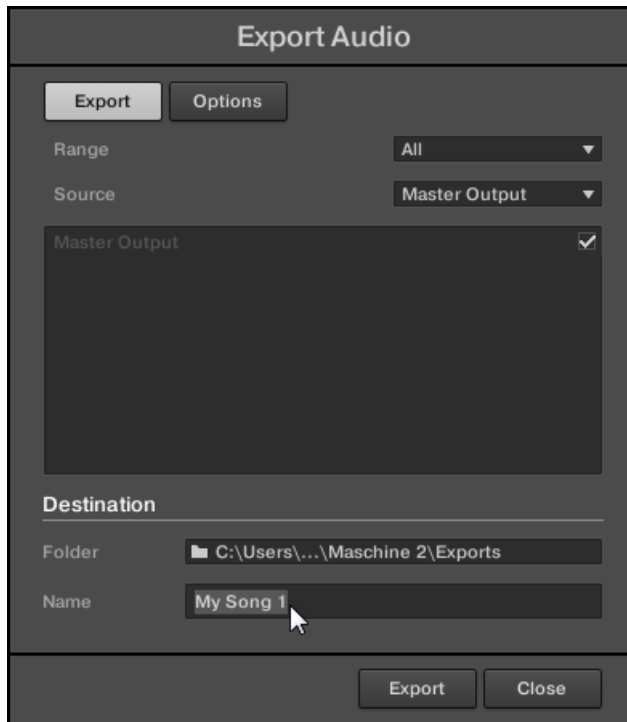 Export Audio
Export Options
Range All
Source Master Output
Master Output
Destination
Folder C:\Users\...\Maschine 2\Exports
Name My Song 1
Export Close